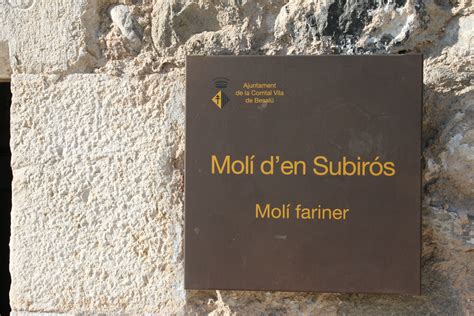 Ajuntament
de la Comtal Vila
de Besalú
Molí d'en Subirós
Molí fariner